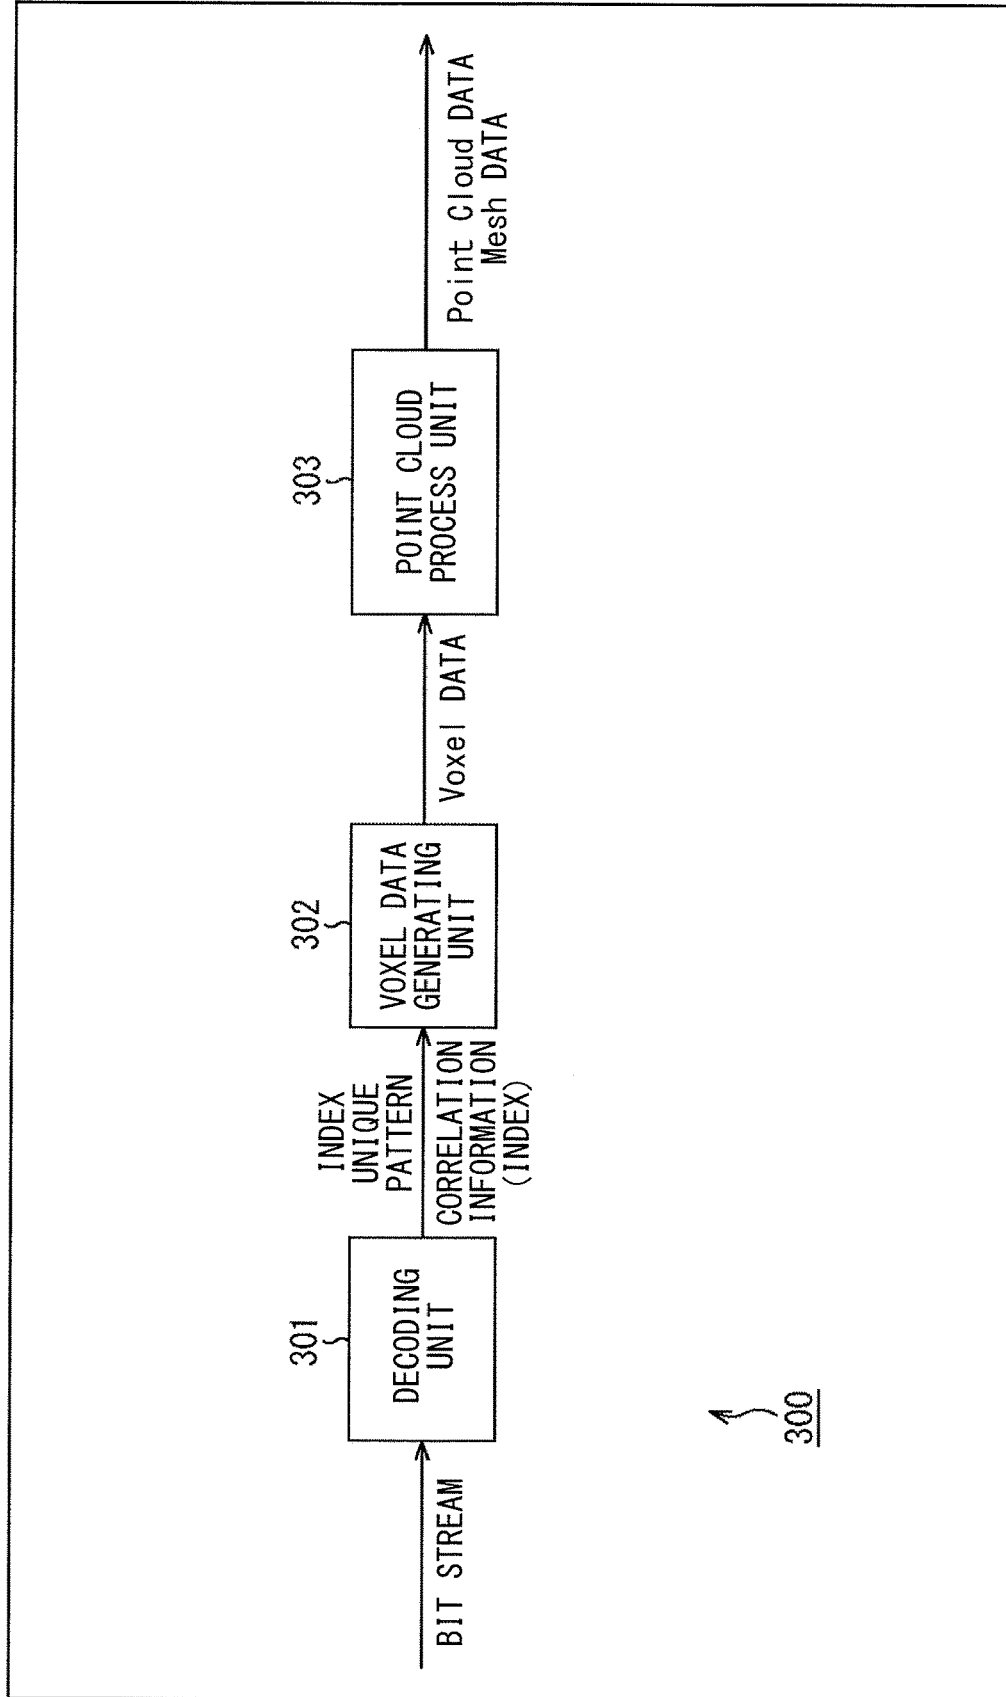 BIT STREAM
301
DECODING
UNIT
INDEX
UNIQUE
PATTERN
CORRELATION
INFORMATION
(INDEX)
302
VOXEL DATA
GENERATING
UNIT
Voxel DATA
303
POINT CLOUD
PROCESS UNIT
Point Cloud DATA
Mesh DATA
300